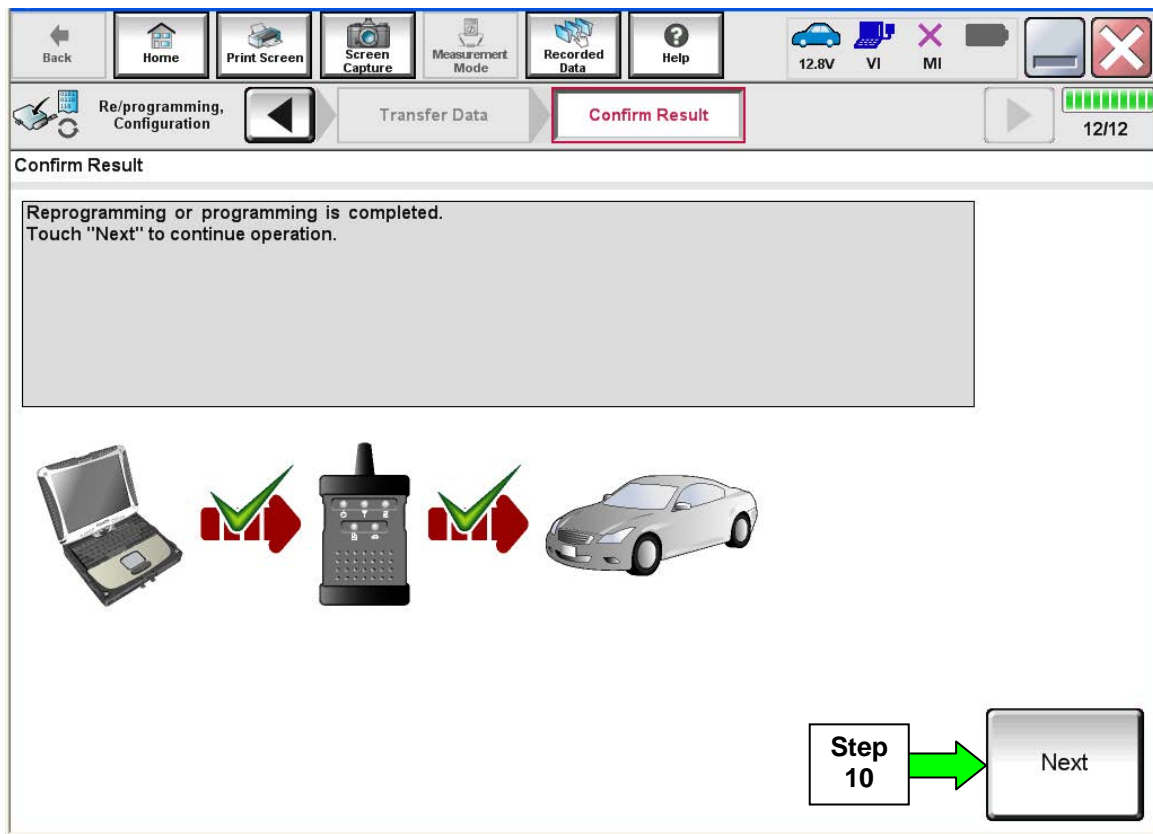 Back
Home
Print Screen
Screen
Capture
Measurement
Mode
Recorded
Data
?
Help
12.8V
VI
MI
Re/programming,
Configuration
Transfer Data
Confirm Result
12/12
Confirm Result
Reprogramming or programming is completed.
Touch "Next" to continue operation.
Step
10
Next